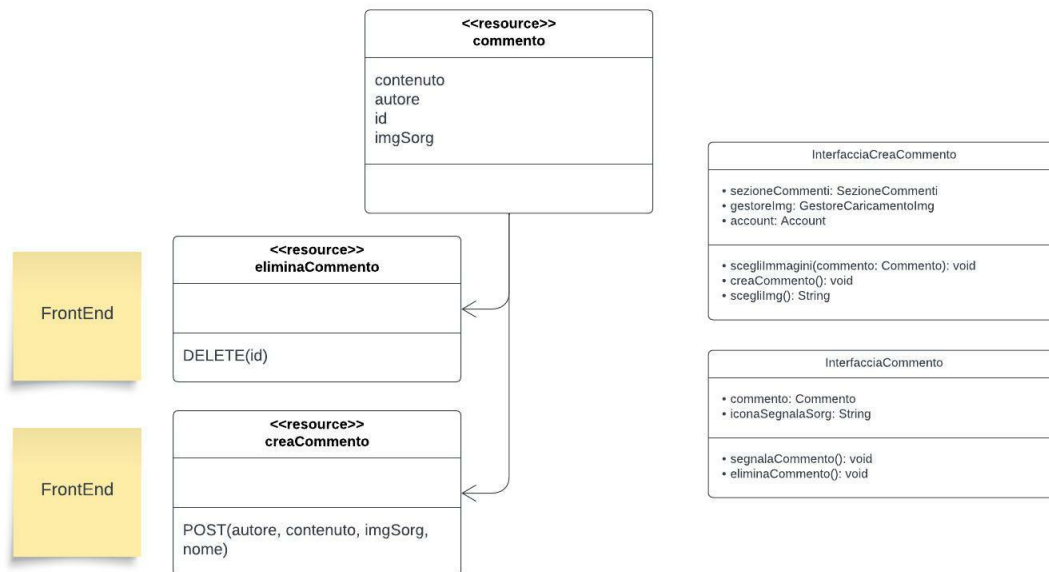 <<resource>>
commento
contenuto
autore
id
imgSorg
InterfacciaCreaCommento
• sezioneCommenti: SezioneCommenti
• gestoreImg: GestoreCaricamentoImg
• account: Account
• scegliImmagini(commento: Commento): void
• creaCommento(): void
• scegliImg(): String
FrontEnd
<<resource>>
eliminaCommento
DELETE(id)
InterfacciaCommento
• commento: Commento
• iconaSegnalaSorg: String
• segnalaCommento(): void
• eliminaCommento(): void
FrontEnd
<<resource>>
creaCommento
POST(autore, contenuto, imgSorg,
nome)